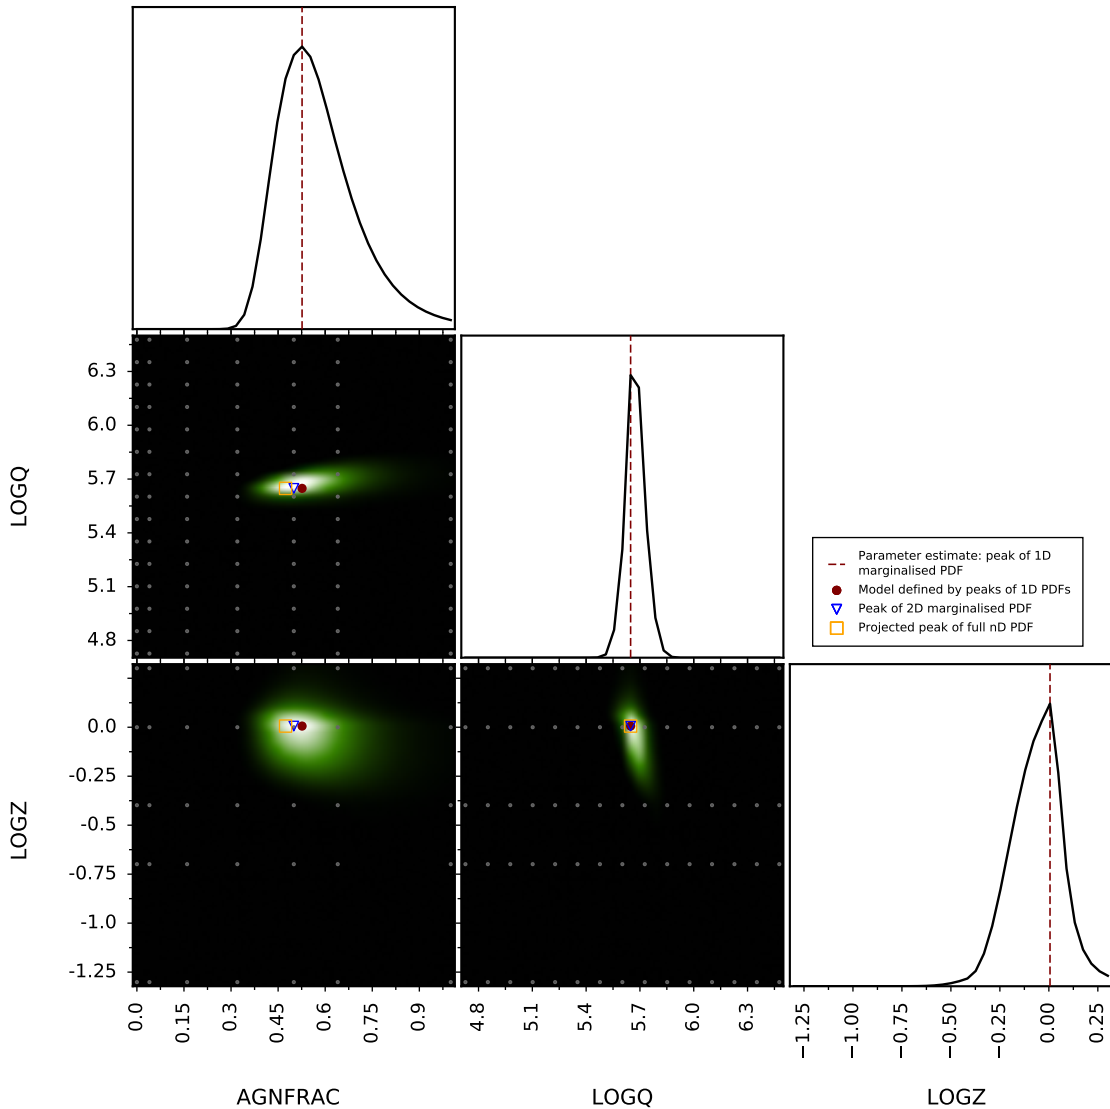 LOGQ
6.3
6.0
5.7
5.4
5.1
4.8
Parameter estimate: peak of 1D
marginalised PDF
Model defined by peaks of 1D PDFs
Peak of 2D marginalised PDF
Projected peak of full nD PDF
LOGZ
0.0
-0.25
-0.5
-0.75
-1.0
-1.25
0.0 0.15 0.3 0.45 0.6 0.75 0.9
4.8 5.1 5.4 5.7 6.0 6.3
−1.25 −1.00 −0.75 −0.50 −0.25 0.00 0.25
AGNFRAC LOGQ LOGZ